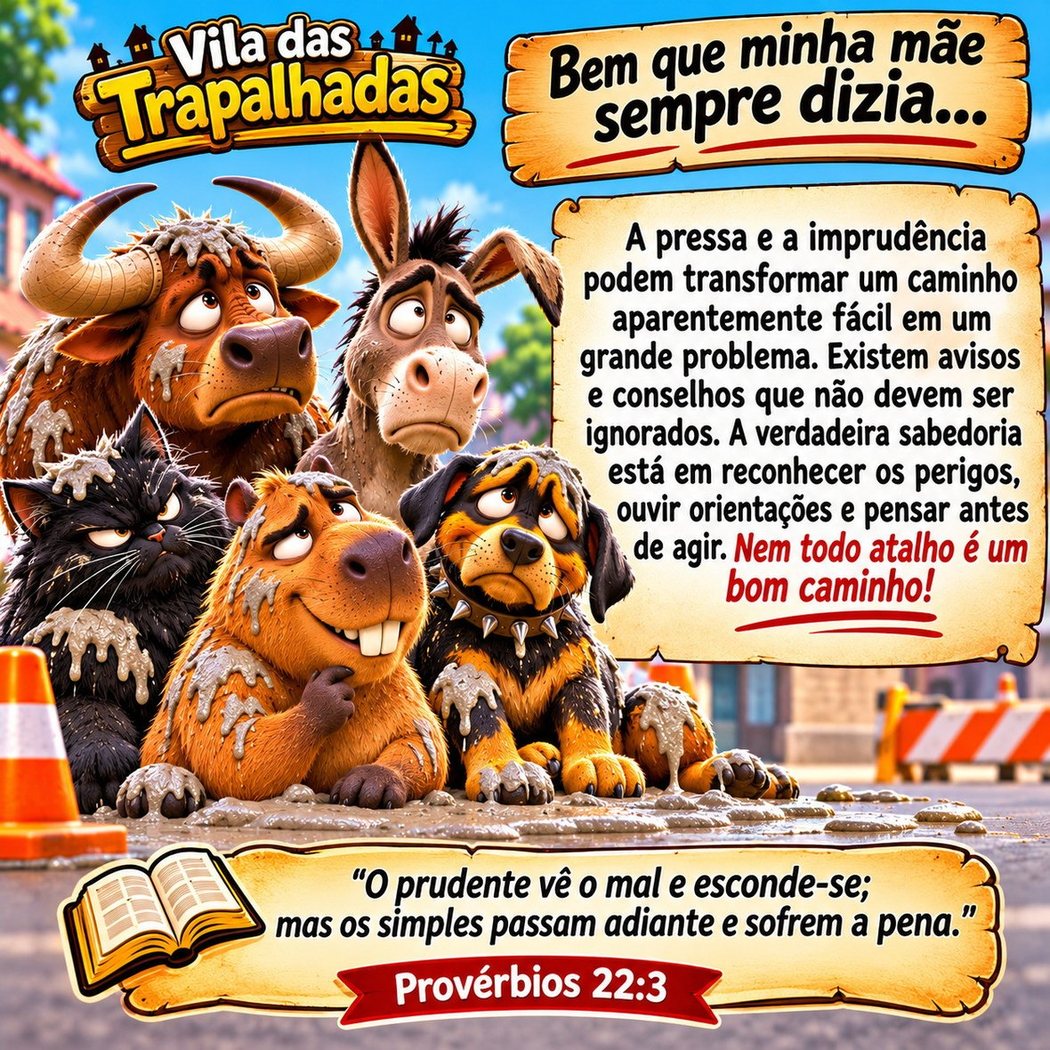 Vila das
Trapalhadas
Bem que minha mãe
sempre dizia...
A pressa e a imprudência
podem transformar um caminho
aparentemente fácil em um
grande problema. Existem avisos
e conselhos que não devem ser
ignorados. A verdadeira sabedoria
está em reconhecer os perigos,
ouvir orientações e pensar antes
de agir. Nem todo atalho é um
bom caminho!
“O prudente vê o mal e esconde-se;
mas os simples passam adiante e sofrem a pena.”
Provérbios 22:3